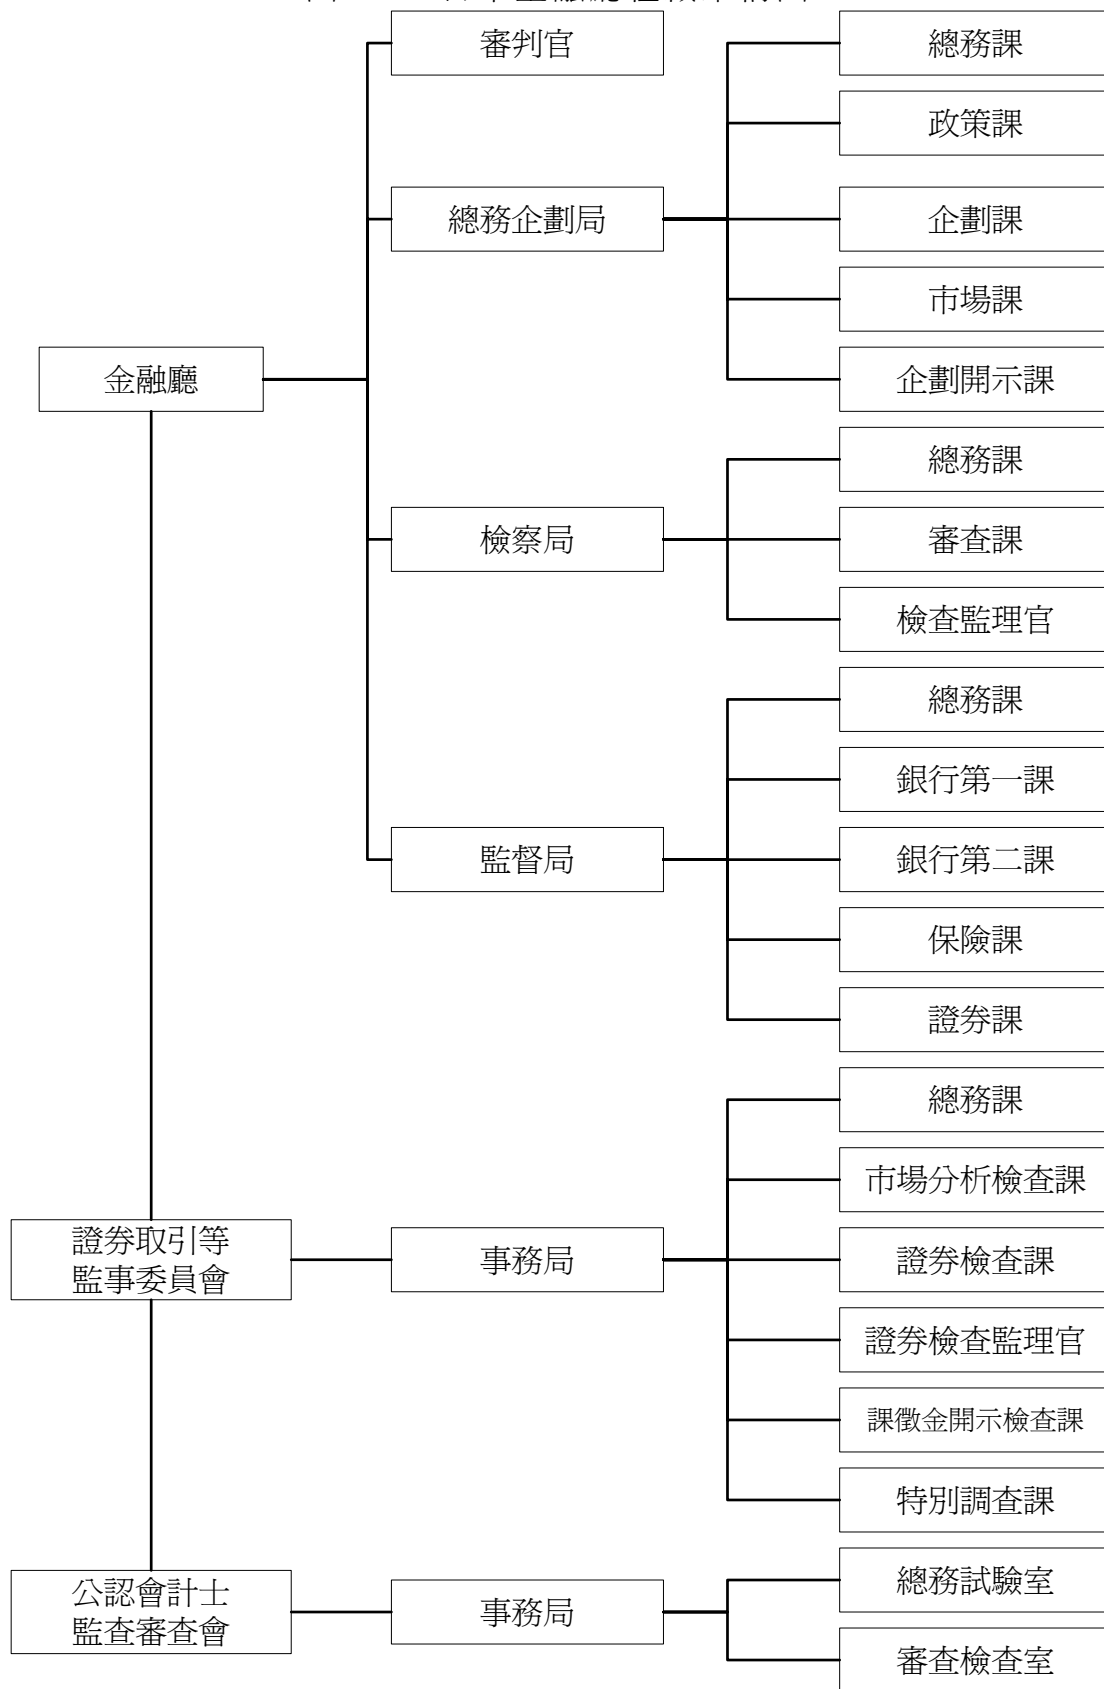 審判官
總務課
政策課
總務企劃局
企劃課
市場課
金融廳
企劃開示課
總務課
檢察局
審查課
檢查監理官
總務課
銀行第一課
監督局
銀行第二課
保險課
證券課
總務課
市場分析檢查課
證券取引等
監事委員會
事務局
證券檢查課
證券檢查監理官
課徵金開示檢查課
特別調查課
總務試驗室
公認會計士
監查審查會
事務局
審查檢查室